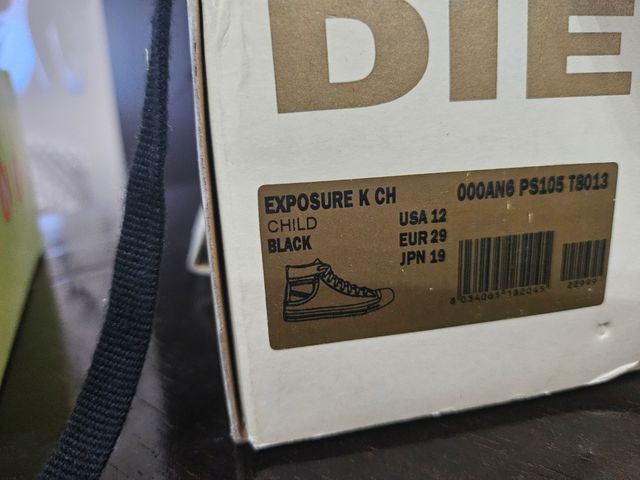 DIE
EXPOSURE K CH
000AN6 PS105 T8013
CHILD
BLACK
USA 12
EUR 29
JPN 19